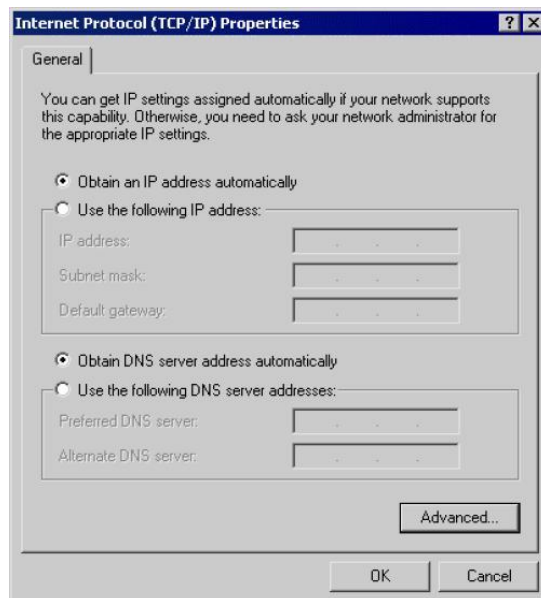 Internet Protocol (TCP/IP) Properties
General
You can get IP settings assigned automatically if your network supports
this capability. Otherwise, you need to ask your network administrator for
the appropriate IP settings.
Obtain an IP address automatically
Use the following IP address:
IP address:
Subnet mask:
Default gateway:
Obtain DNS server address automatically
Use the following DNS server addresses:
Preferred DNS server:
Alternate DNS server:
Advanced...
OK Cancel